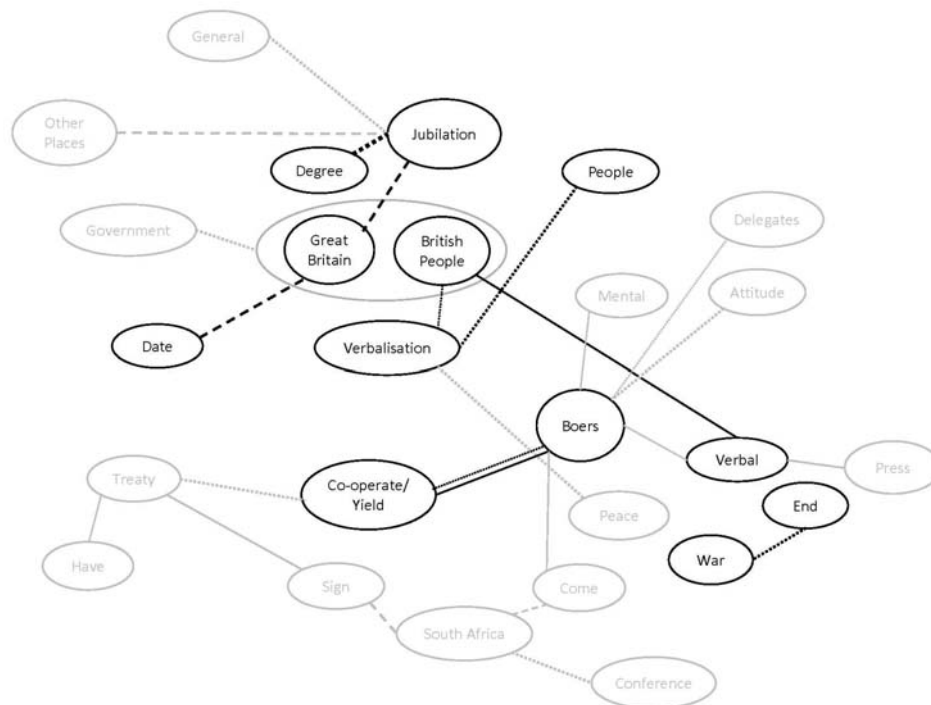 General
Other
Places
Jubilation
Degree
People
Government
Great
Britain
British
People
Delegates
Mental
Attitude
Date
Verbalisation
Boers
Verbal
Press
Treaty
Co-operate/
Yield
Peace
End
War
Have
Sign
Come
South Africa
Conference